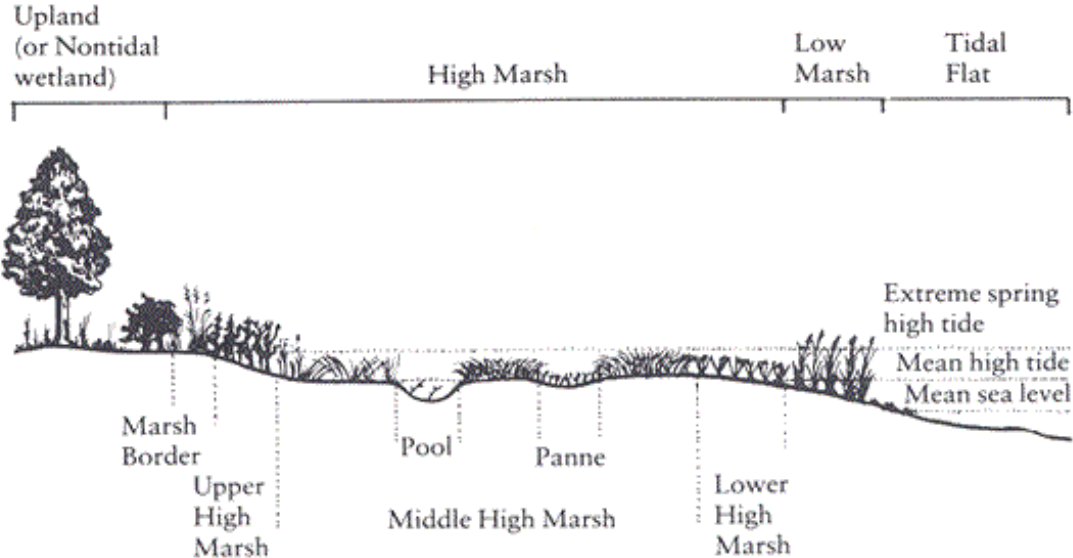 Upland
(or Nontidal
wetland)
High Marsh
Low
Marsh
Tidal
Flat
Extreme spring
high tide
Mean high tide
Mean sea level
Marsh
Border
Upper
High
Marsh
Pool
Panne
Middle High Marsh
Lower
High
Marsh